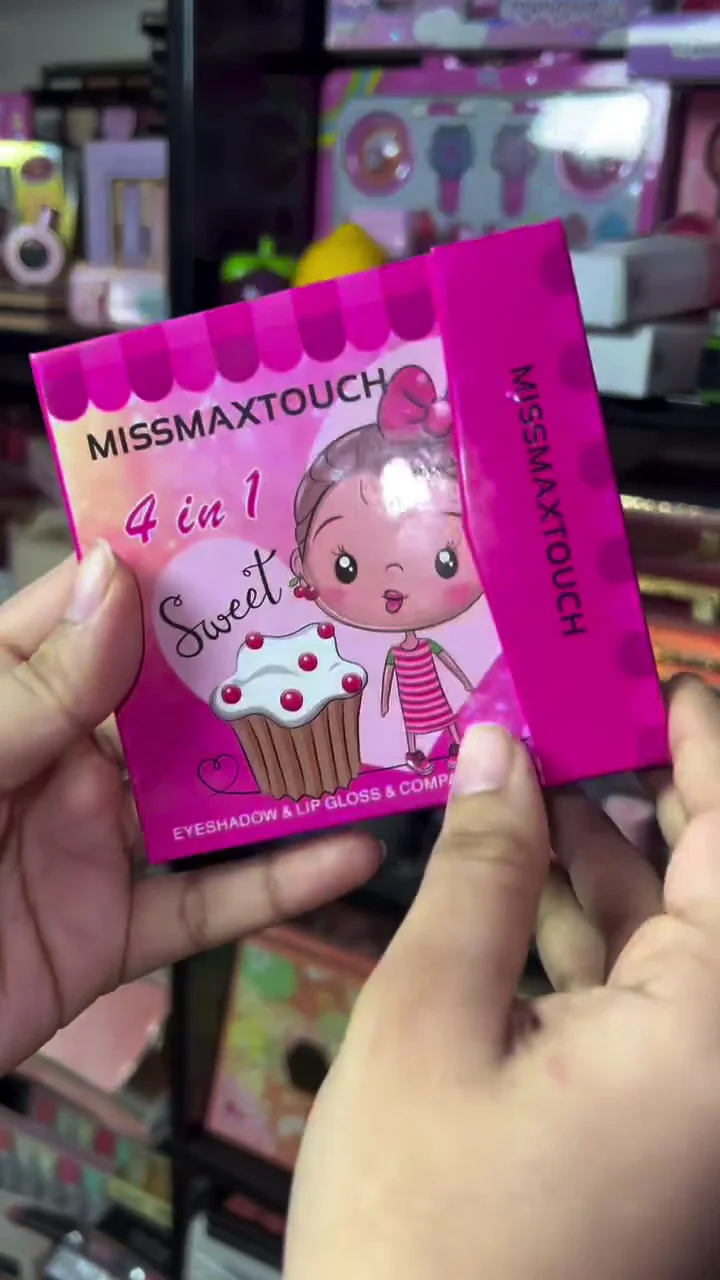 MISSMAXTOUCH
4 in 1
Sweet
EYESHADOW & LIP GLOSS & COMPA
MISSMAXTOUCH